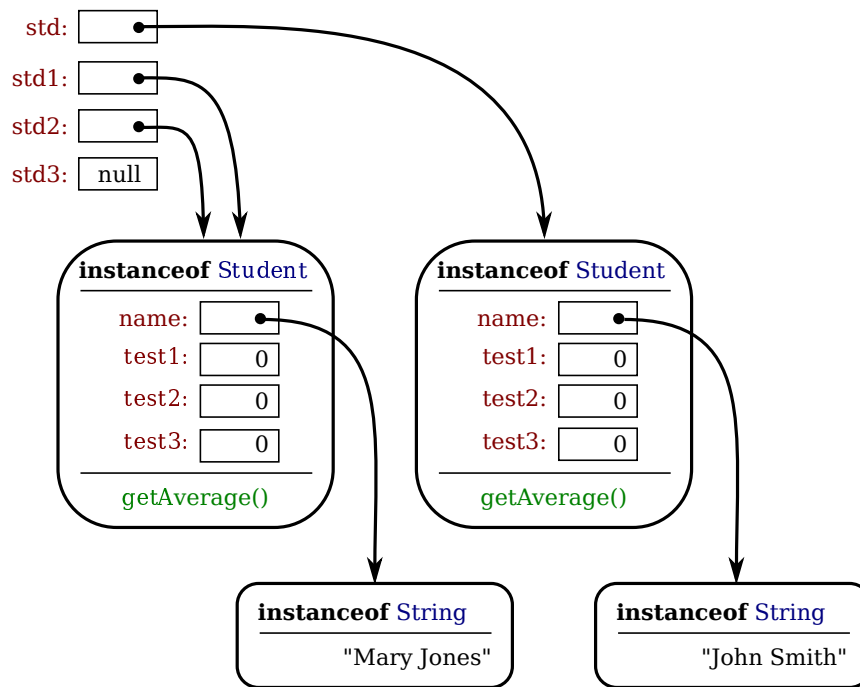 std:
std1:
std2:
std3: null
instanceof Student
name:
test1: 0
test2: 0
test3: 0
getAverage()
instanceof Student
name:
test1: 0
test2: 0
test3: 0
getAverage()
instanceof String
"Mary Jones"
instanceof String
"John Smith"